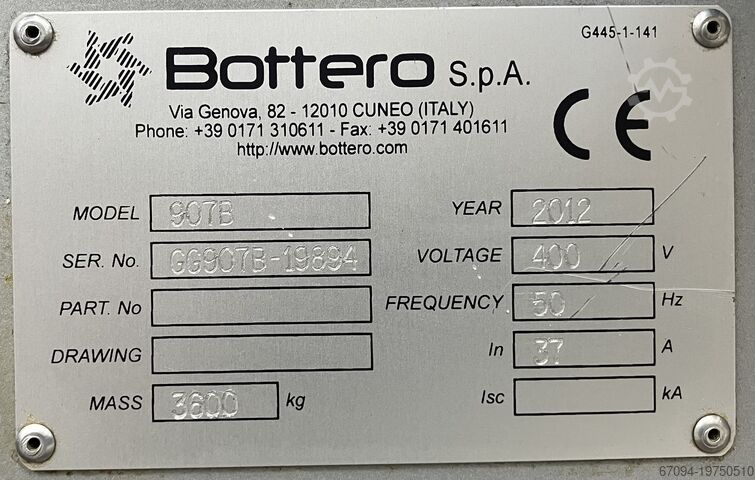 G445-1-141
Bottero S.p.A.
Via Genova, 82 - 12010 CUNEO (ITALY)
Phone: +39 0171 310611 - Fax: +39 0171 401611
http://www.bottero.com
CE
MODEL 907B
SER. No. GG907B-19894
PART. No
DRAWING
MASS 3600 kg
YEAR 2012
VOLTAGE 400 V
FREQUENCY 50 Hz
In 37 A
Isc kA
67094-19750510